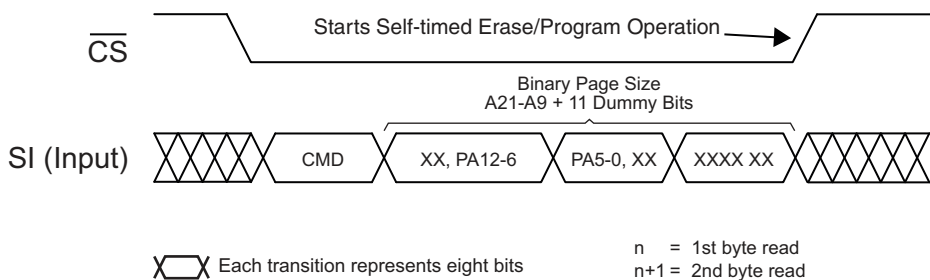 Starts Self-timed Erase/Program Operation
CS
Binary Page Size
A21-A9 + 11 Dummy Bits
SI (Input)
CMD
XX, PA12-6
PA5-0, XX
XXXX XX
Each transition represents eight bits
n = 1st byte read
n+1 = 2nd byte read